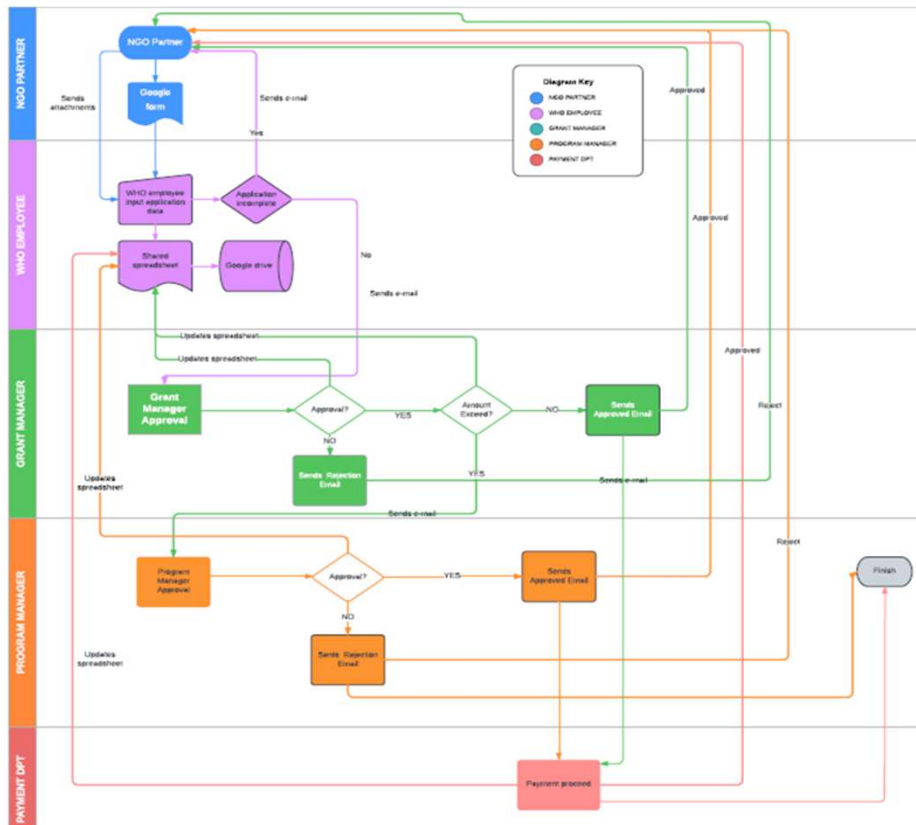 NGO PARTNER
NGO Partner
Google
form
Sends
attachments
Sends e-mail
Yes
Approved
Diagram Key
NGO PARTNER
WHO EMPLOYEE
GRANT MANAGER
PROGRAM MANAGER
PAYMENT DPT
WHO EMPLOYEE
WHO employee
input application
data
Application
incomplete
Approved
Shared
spreadsheet
Google drive
No
Sends e-mail
GRANT MANAGER
Updates spreadsheet
Updates spreadsheet
Approved
Grant
Manager
Approval
Approval?
YES
Amount
Exceed?
NO
Sends
Approved Email
Reject
NO
Sends Rejection
Email
YES
Sends e-mail
Updates
spreadsheet
Sends e-mail
PROGRAM MANAGER
Program
Manager
Approval
Approval?
YES
Sends
Approved Email
Reject
Finish
NO
Sends Rejection
Email
Updates
spreadsheet
PAYMENT DPT
Payment proceed